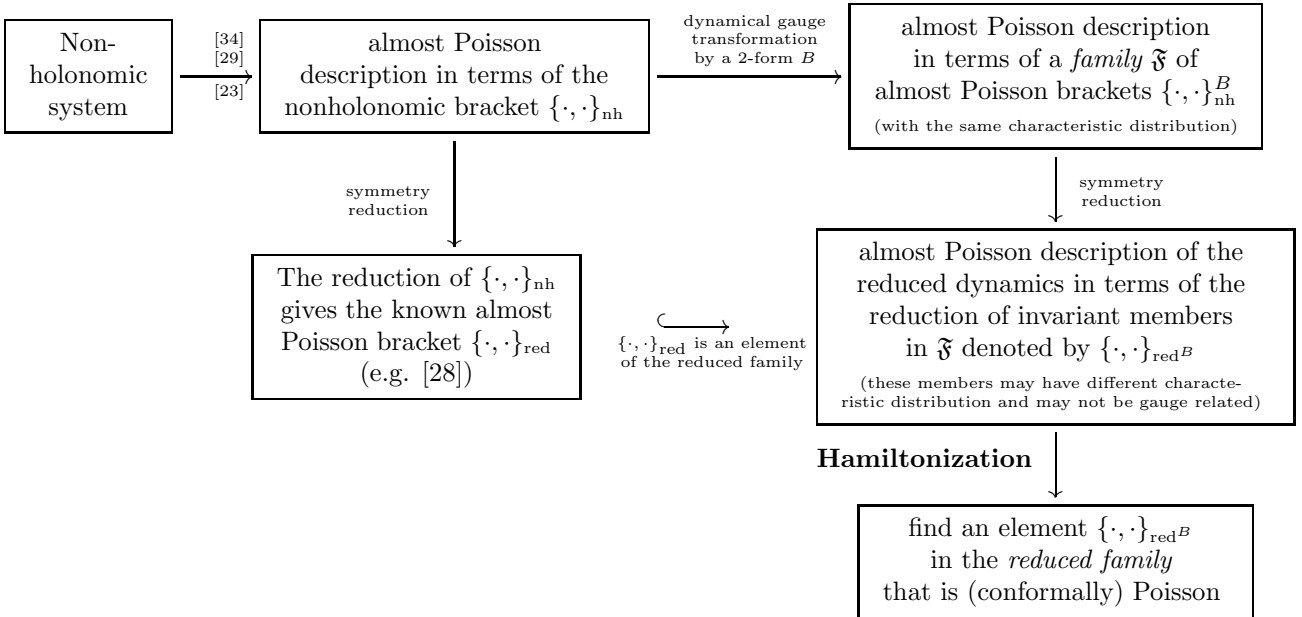 Non-
holonomic
system
[34]
[29]
[23]
almost Poisson
description in terms of the
nonholonomic bracket {·, ·}nh
dynamical gauge
transformation
by a 2-form B
almost Poisson description
in terms of a family 𝔉 of
almost Poisson brackets {·, ·}ᴮnh
(with the same characteristic distribution)
symmetry
reduction
symmetry
reduction
The reduction of {·, ·}nh
gives the known almost
Poisson bracket {·, ·}red
(e.g. [28])
{·, ·}red is an element
of the reduced family
almost Poisson description of the
reduced dynamics in terms of the
reduction of invariant members
in 𝔉 denoted by {·, ·}redᴮ
(these members may have different characte-
ristic distribution and may not be gauge related)
Hamiltonization
find an element {·, ·}redᴮ
in the reduced family
that is (conformally) Poisson